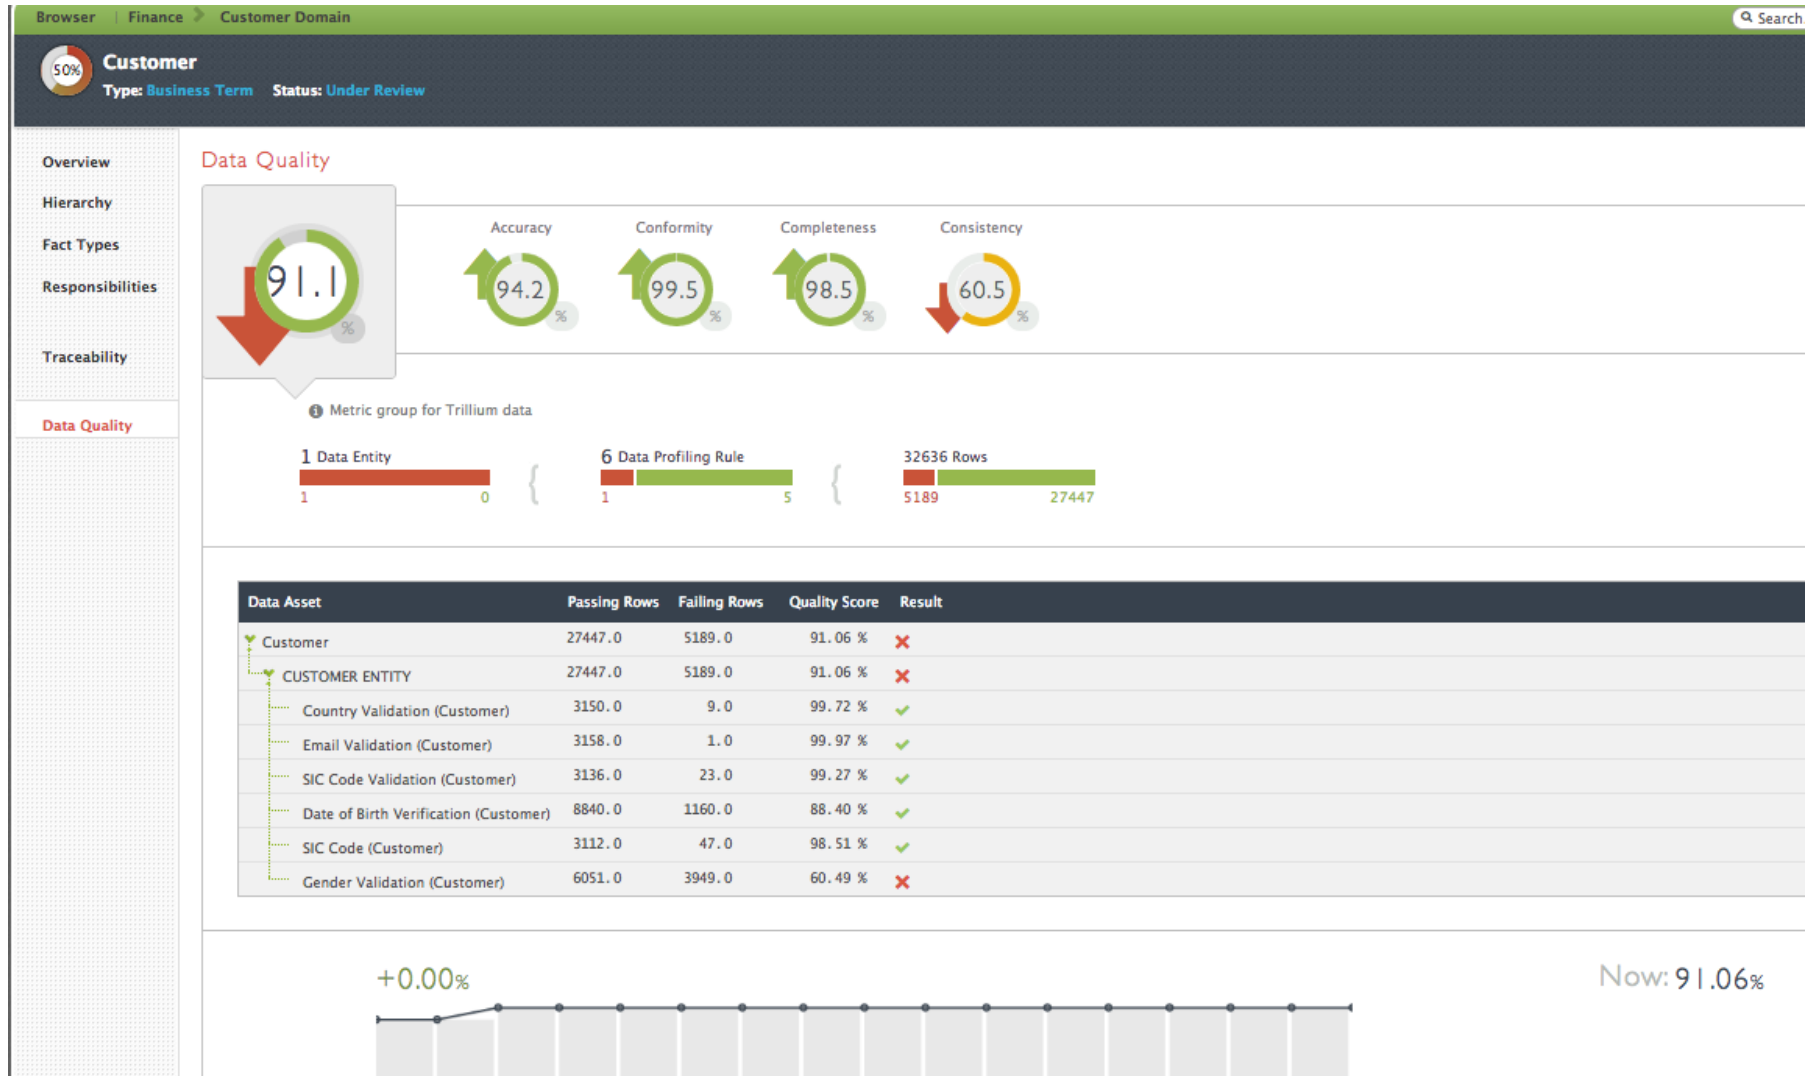 Browser | Finance Customer Domain
Search
50%
Customer
Type: Business Term Status: Under Review
Overview
Hierarchy
Fact Types
Responsibilities
Traceability
Data Quality
Data Quality
91.1 %
Accuracy Conformity Completeness Consistency
94.2 % 99.5 % 98.5 % 60.5 %
Metric group for Trillium data
1 Data Entity 6 Data Profiling Rule 32636 Rows
1 0 { 1 5 { 5189 27447
Data Asset Passing Rows Failing Rows Quality Score Result
Customer 27447.0 5189.0 91.06 %
CUSTOMER ENTITY 27447.0 5189.0 91.06 %
Country Validation (Customer) 3150.0 9.0 99.72 %
Email Validation (Customer) 3158.0 1.0 99.97 %
SIC Code Validation (Customer) 3136.0 23.0 99.27 %
Date of Birth Verification (Customer) 8840.0 1160.0 88.40 %
SIC Code (Customer) 3112.0 47.0 98.51 %
Gender Validation (Customer) 6051.0 3949.0 60.49 %
+0.00% Now: 91.06%